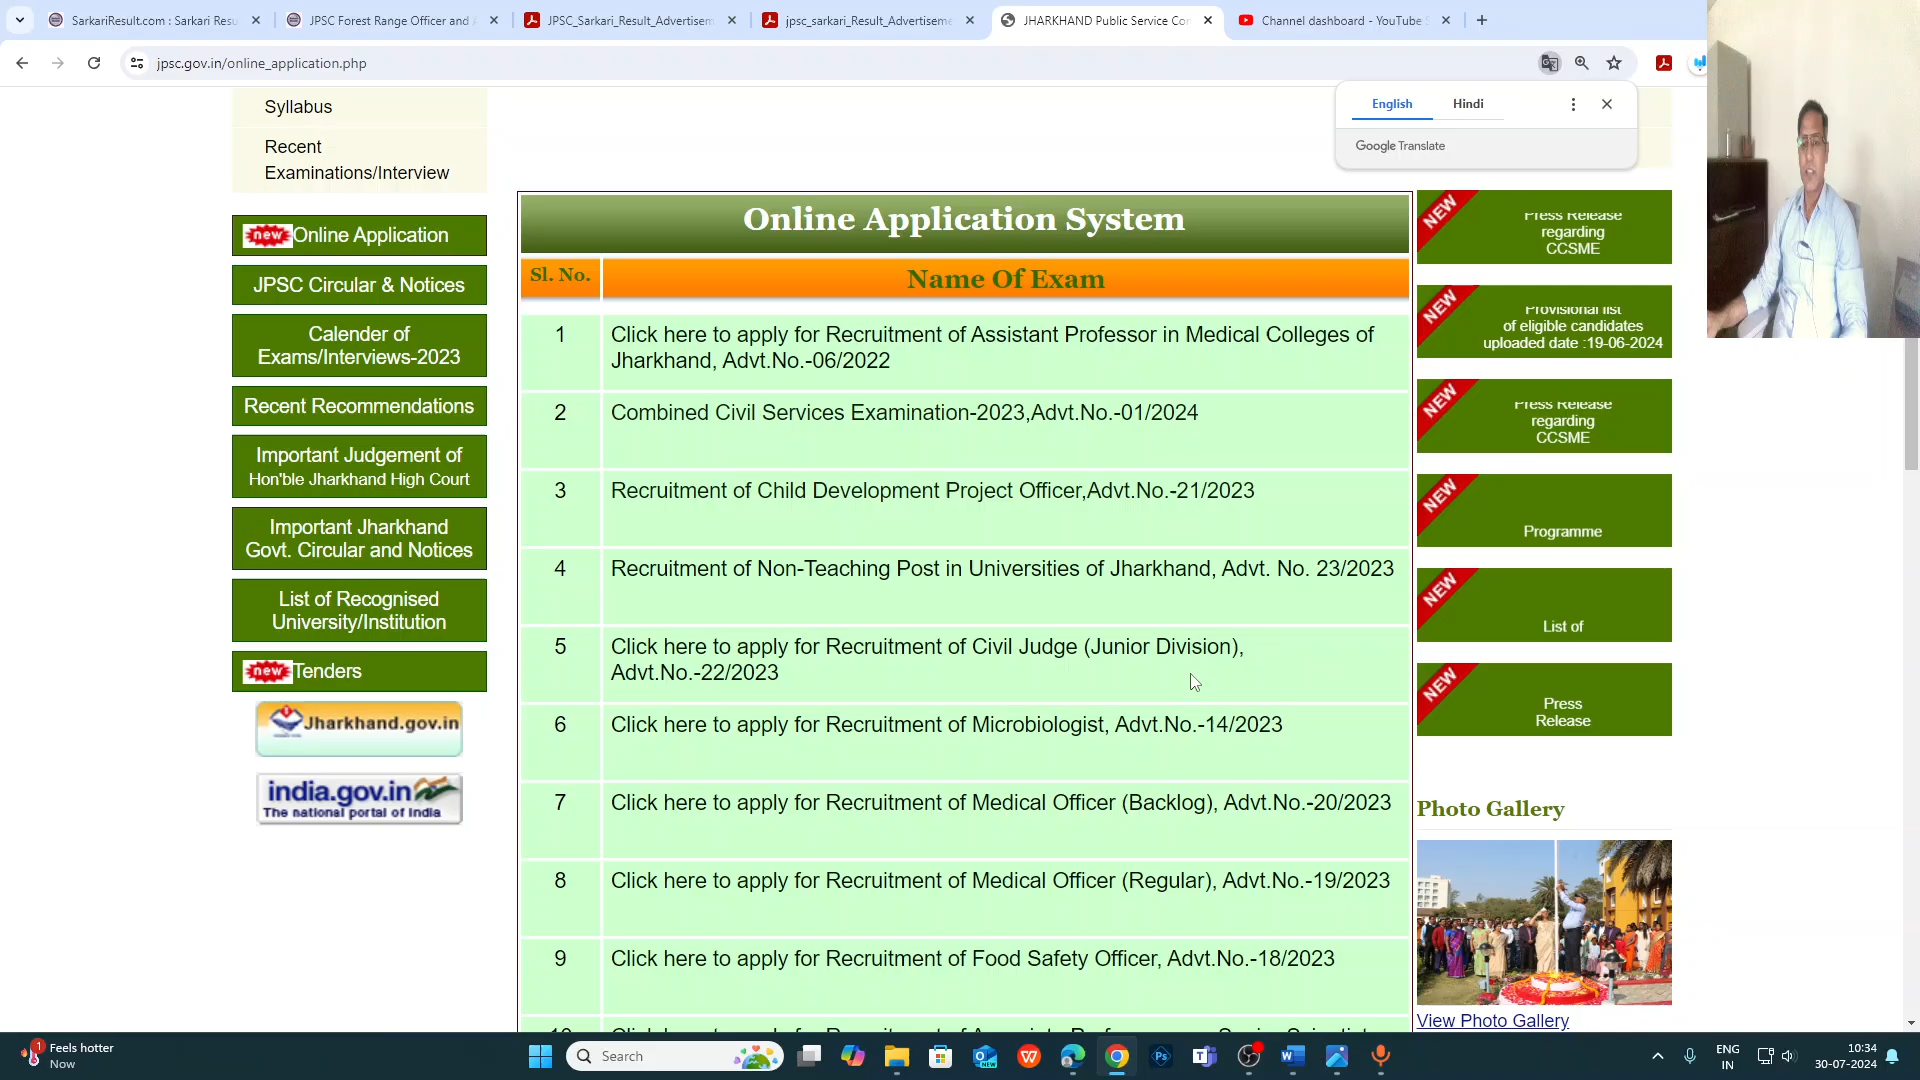 SarkariResult.com : Sarkari Resu
JPSC Forest Range Officer and A
JPSC_Sarkari_Result_Advertisem
jpsc_sarkari_Result_Advertiseme
JHARKHAND Public Service Co
Channel dashboard - YouTube S
jpsc.gov.in/online_application.php
English
Hindi
Google Translate
Syllabus
Recent
Examinations/Interview
new Online Application
JPSC Circular & Notices
Calender of
Exams/Interviews-2023
Recent Recommendations
Important Judgement of
Hon'ble Jharkhand High Court
Important Jharkhand
Govt. Circular and Notices
List of Recognised
University/Institution
new Tenders
Jharkhand.gov.in
india.gov.in
The national portal of India
Online Application System
Sl. No.
Name Of Exam
1
Click here to apply for Recruitment of Assistant Professor in Medical Colleges of
Jharkhand, Advt.No.-06/2022
2
Combined Civil Services Examination-2023,Advt.No.-01/2024
3
Recruitment of Child Development Project Officer,Advt.No.-21/2023
4
Recruitment of Non-Teaching Post in Universities of Jharkhand, Advt. No. 23/2023
5
Click here to apply for Recruitment of Civil Judge (Junior Division),
Advt.No.-22/2023
6
Click here to apply for Recruitment of Microbiologist, Advt.No.-14/2023
7
Click here to apply for Recruitment of Medical Officer (Backlog), Advt.No.-20/2023
8
Click here to apply for Recruitment of Medical Officer (Regular), Advt.No.-19/2023
9
Click here to apply for Recruitment of Food Safety Officer, Advt.No.-18/2023
NEW
Press Release
regarding
CCSME
NEW
Provisional list
of eligible candidates
uploaded date :19-06-2024
NEW
Press Release
regarding
CCSME
NEW
Programme
NEW
List of
NEW
Press
Release
Photo Gallery
View Photo Gallery
1
Feels hotter
Now
Search
ENG
IN
10:34
30-07-2024